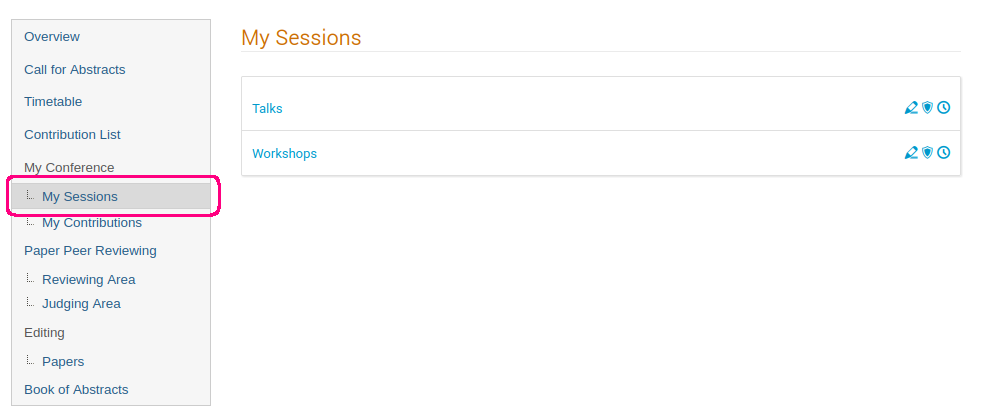 Overview
Call for Abstracts
Timetable
Contribution List
My Conference
My Sessions
My Contributions
Paper Peer Reviewing
Reviewing Area
Judging Area
Editing
Papers
Book of Abstracts
My Sessions
Talks
Workshops